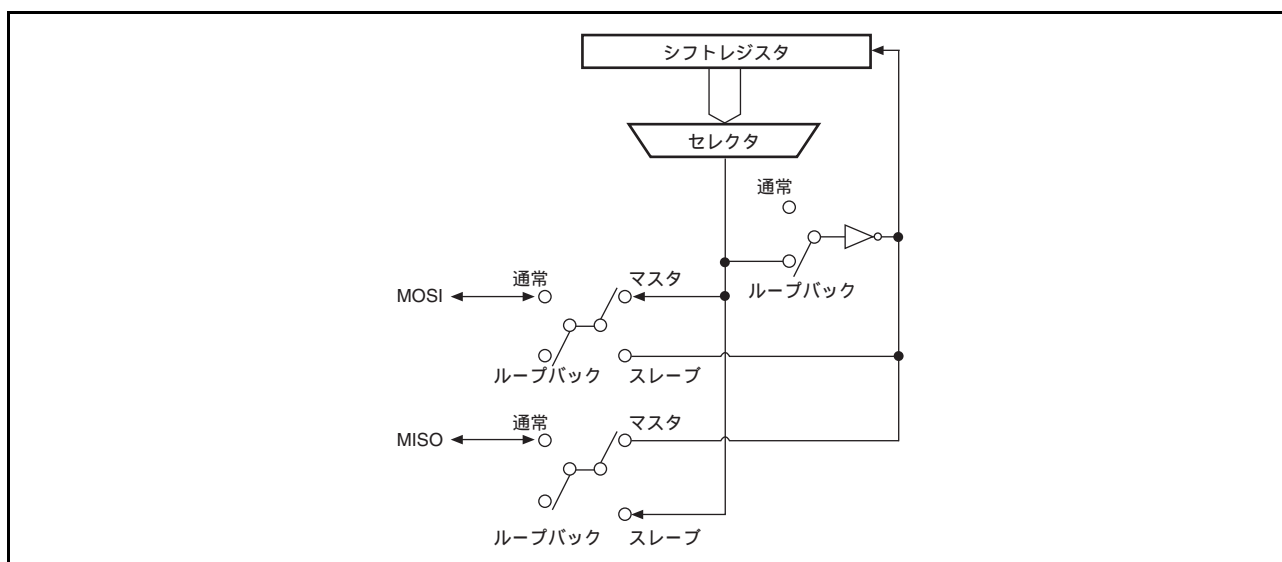 シフトレジスタ
セレクタ
通常
ループバック
通常
マスタ
MOSI
ループバック
スレーブ
通常
マスタ
MISO
ループバック
スレーブ